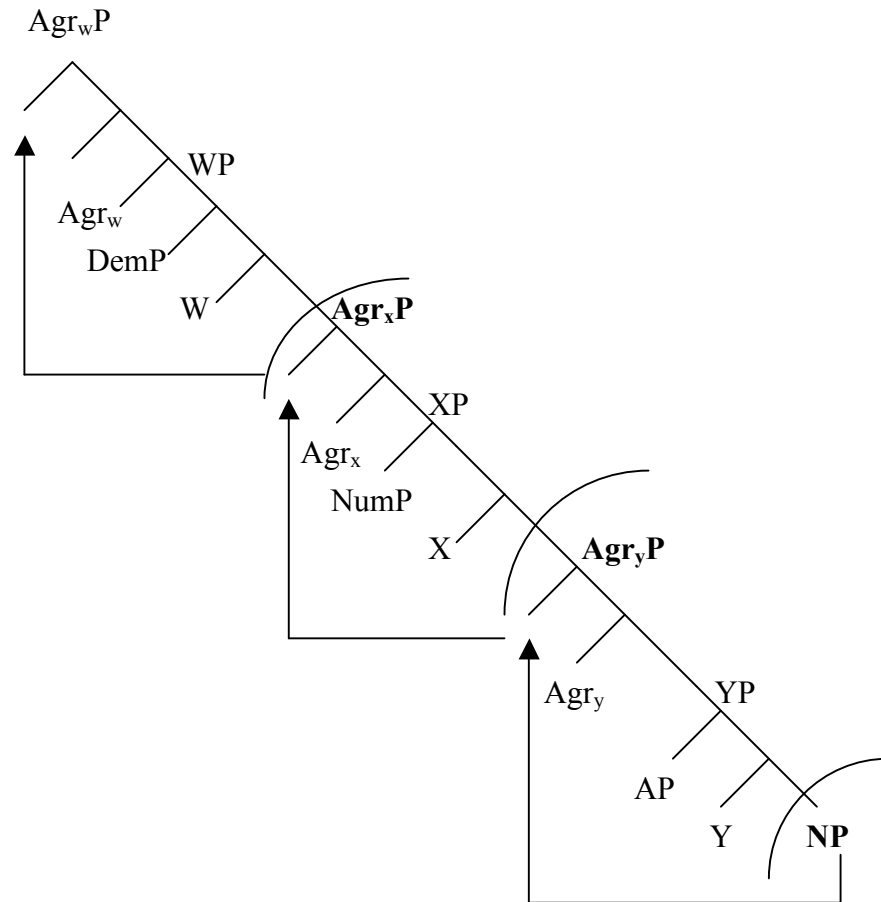 AgrwP
WP
Agrw
DemP
W
AgrxP
XP
Agrx
NumP
X
AgryP
Agry
YP
AP
Y
NP